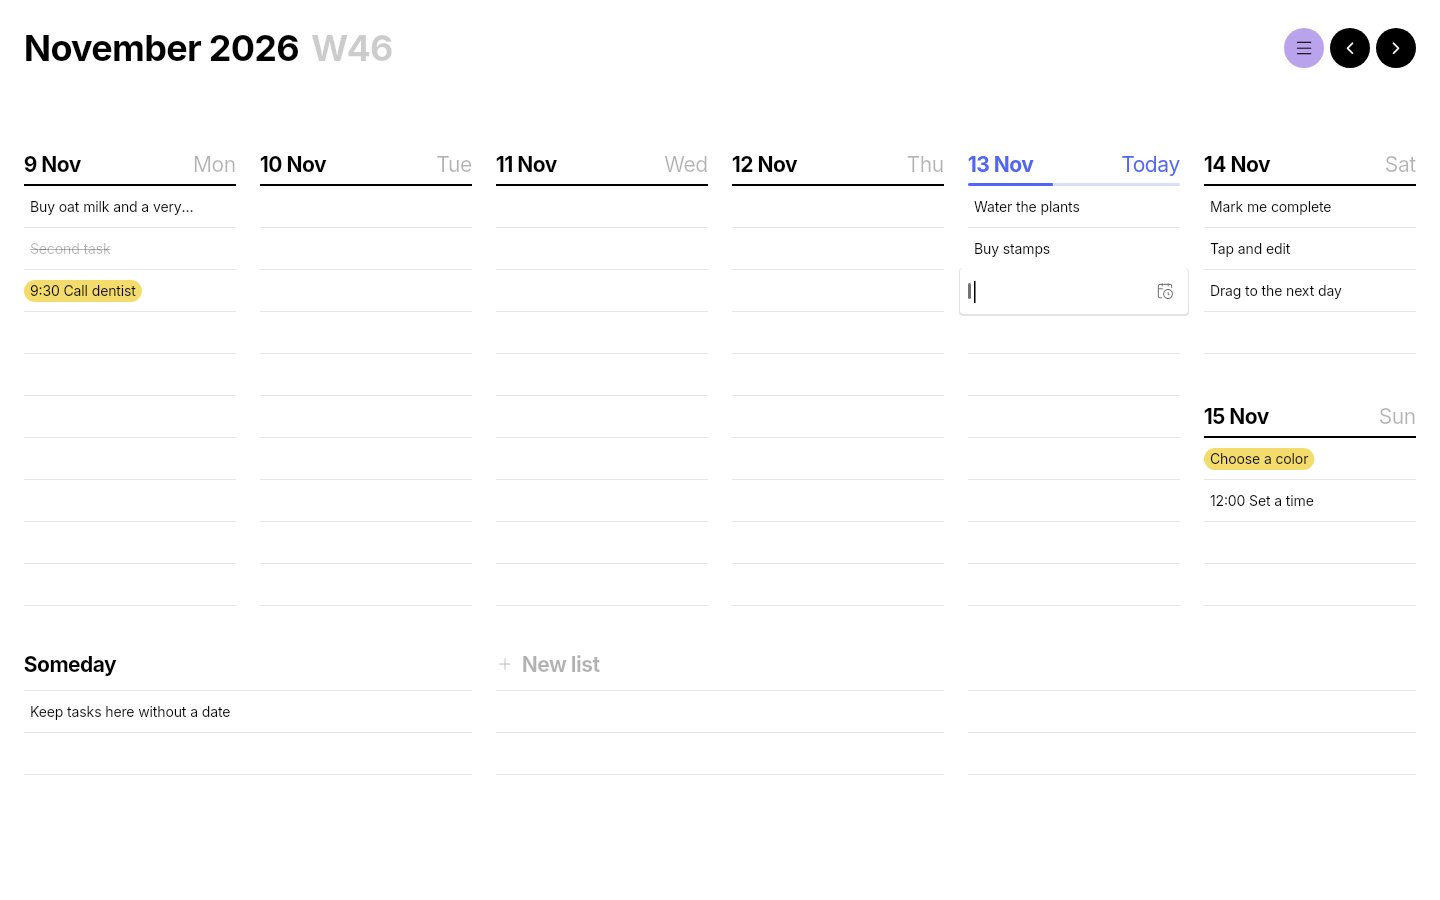 November 2026 W46
9 Nov Mon
Buy oat milk and a very...
Second task
9:30 Call dentist
10 Nov Tue
11 Nov Wed
12 Nov Thu
13 Nov Today
Water the plants
Buy stamps
14 Nov Sat
Mark me complete
Tap and edit
Drag to the next day
15 Nov Sun
Choose a color
12:00 Set a time
Someday
Keep tasks here without a date
New list